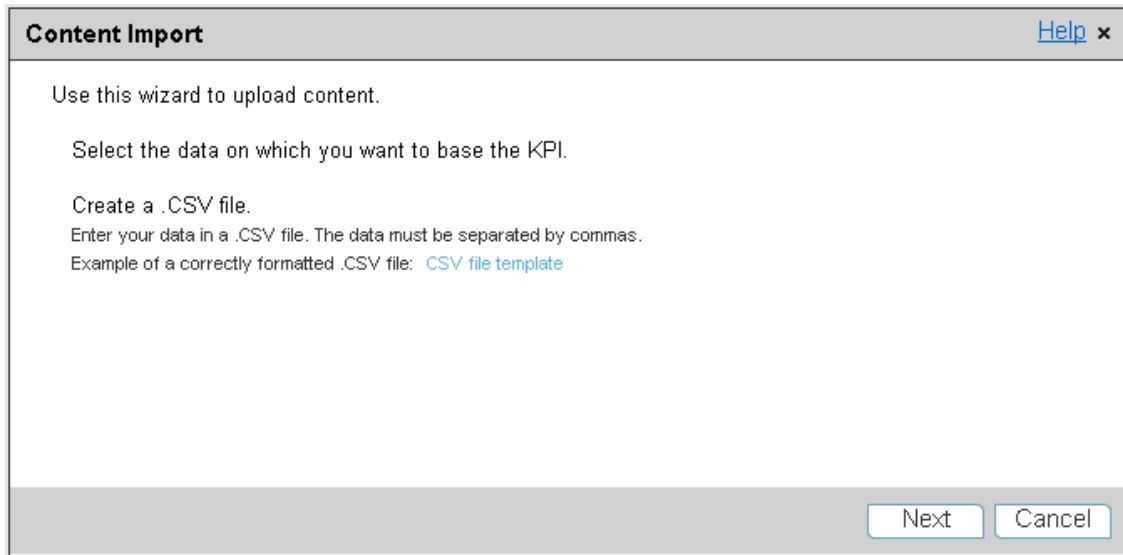 Content Import
Help ×
Use this wizard to upload content.
Select the data on which you want to base the KPI.
Create a .CSV file.
Enter your data in a .CSV file. The data must be separated by commas.
Example of a correctly formatted .CSV file: CSV file template
Next Cancel